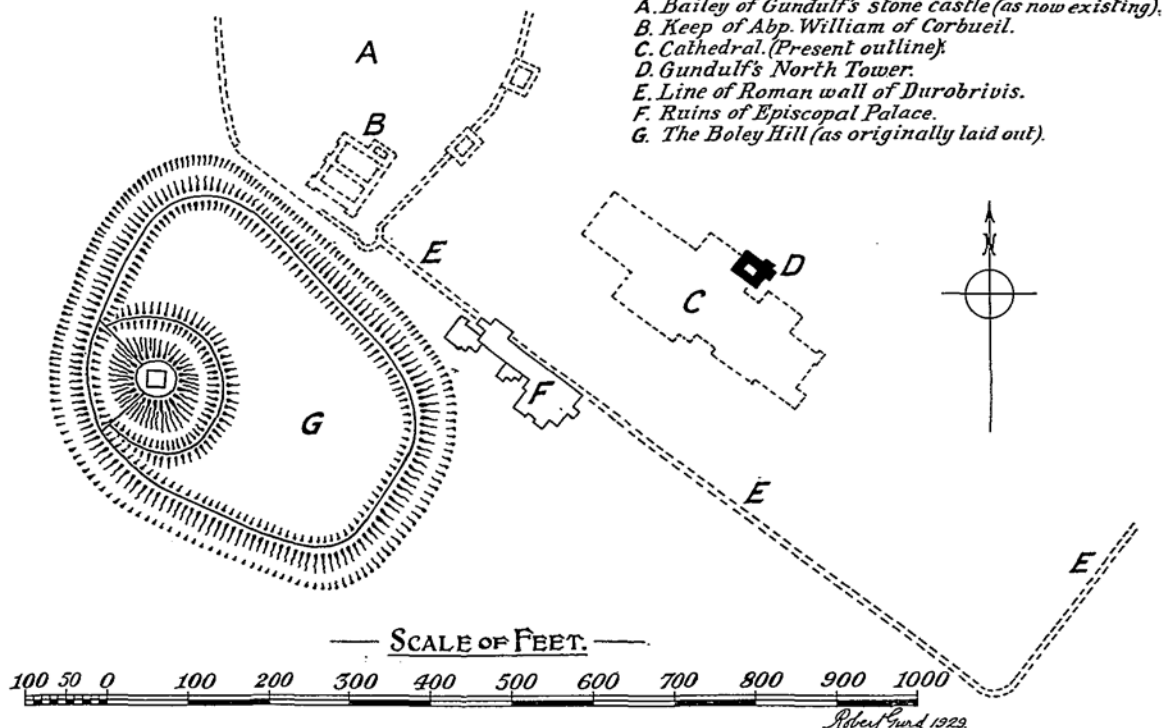 A. Bailey of Gundulf's stone castle (as now existing).
B. Keep of Abp. William of Corbueil.
C. Cathedral. (Present outline).
D. Gundulf's North Tower.
E. Line of Roman wall of Durobrivis.
F. Ruins of Episcopal Palace.
G. The Boley Hill (as originally laid out).
A
B
E
D
C
N
F
G
E
E
SCALE OF FEET.
100 50 0 100 200 300 400 500 600 700 800 900 1000
Robert Gurd 1929.